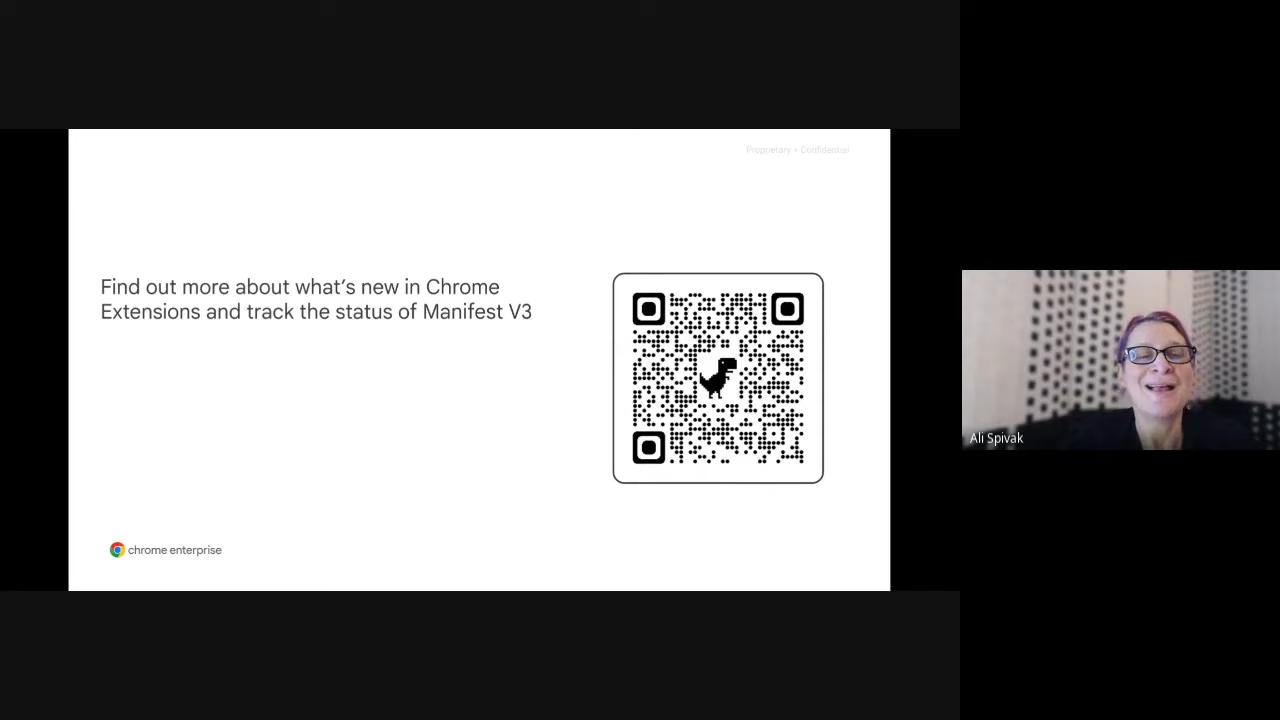 Proprietary + Confidential
Find out more about what’s new in Chrome
Extensions and track the status of Manifest V3
chrome enterprise
Ali Spivak